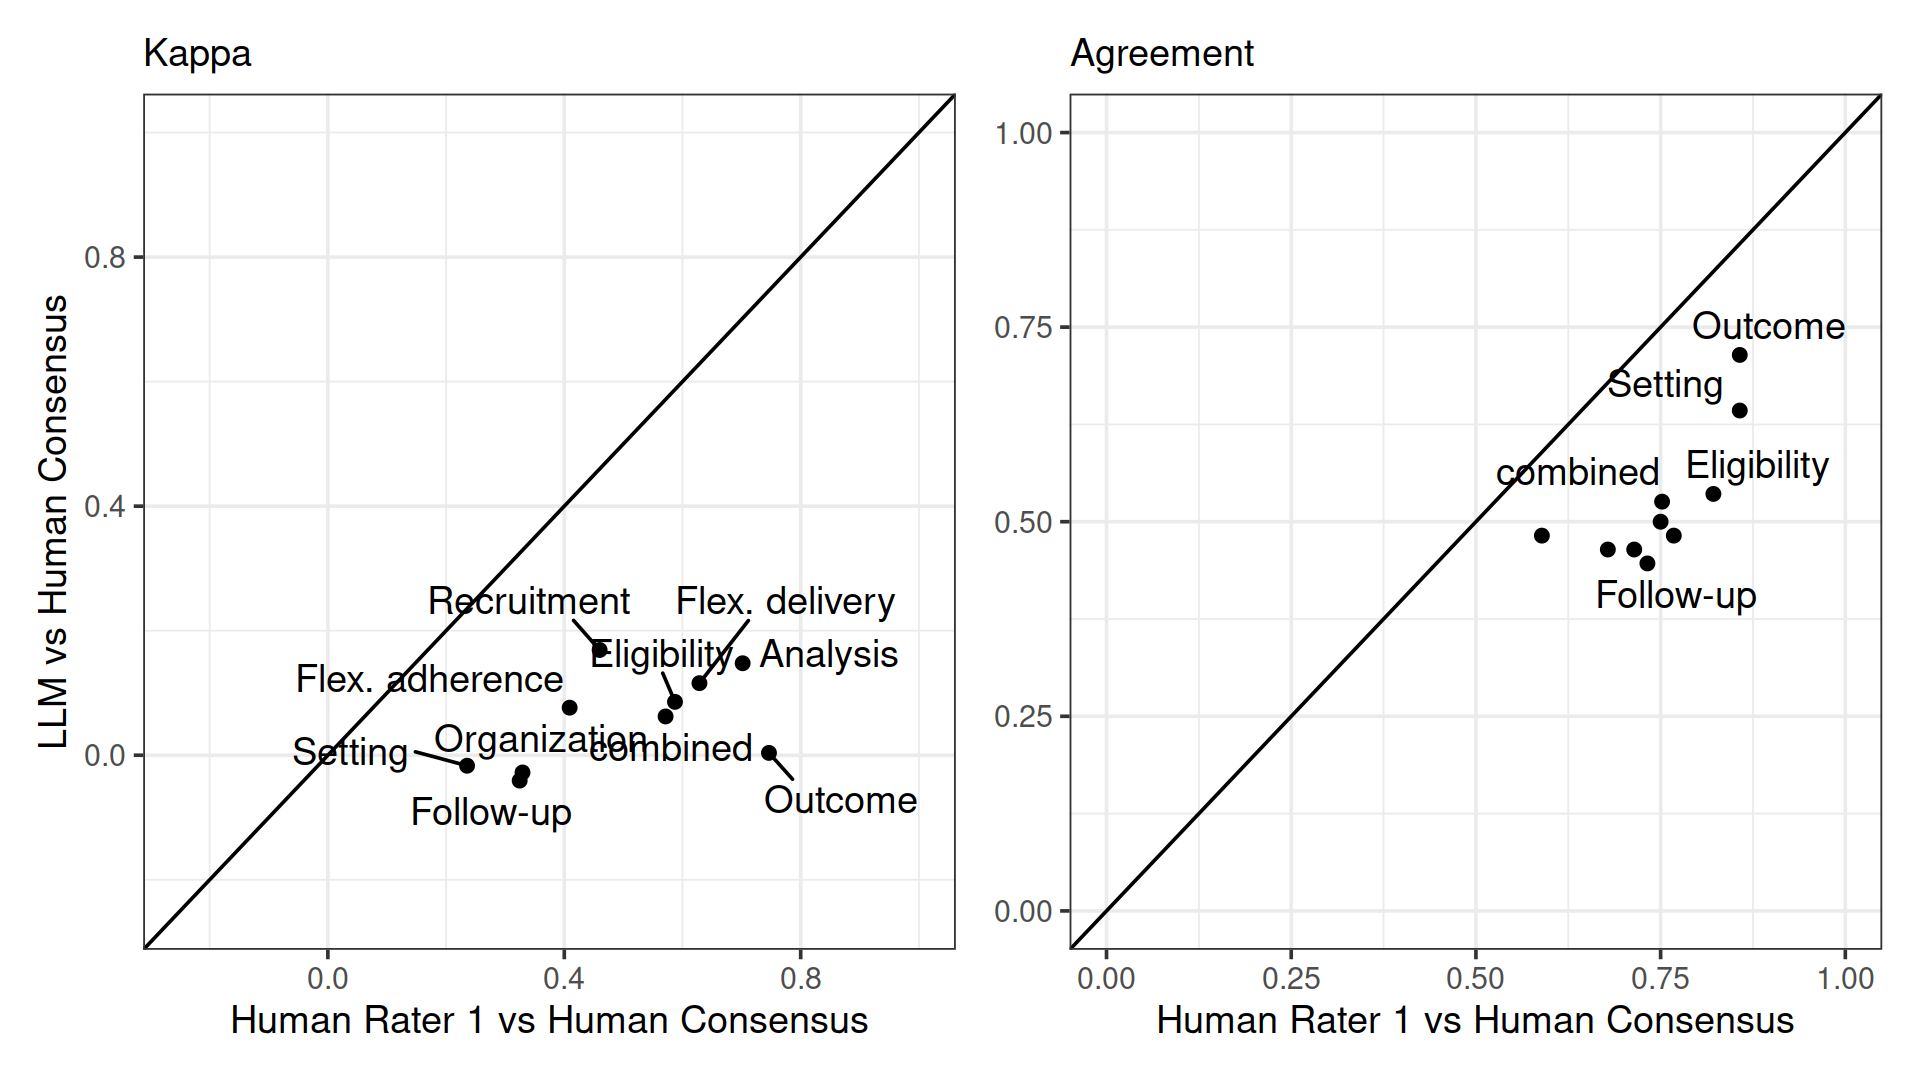 Kappa
LLM vs Human Consensus
0.8
0.4
0.0
Recruitment
Flex. delivery
Eligibility
Analysis
Flex. adherence
Organization
combined
Setting
Outcome
Follow-up
0.0
0.4
0.8
Human Rater 1 vs Human Consensus
Agreement
1.00
0.75
0.50
0.25
0.00
Outcome
Setting
Eligibility
combined
Follow-up
0.00
0.25
0.50
0.75
1.00
Human Rater 1 vs Human Consensus